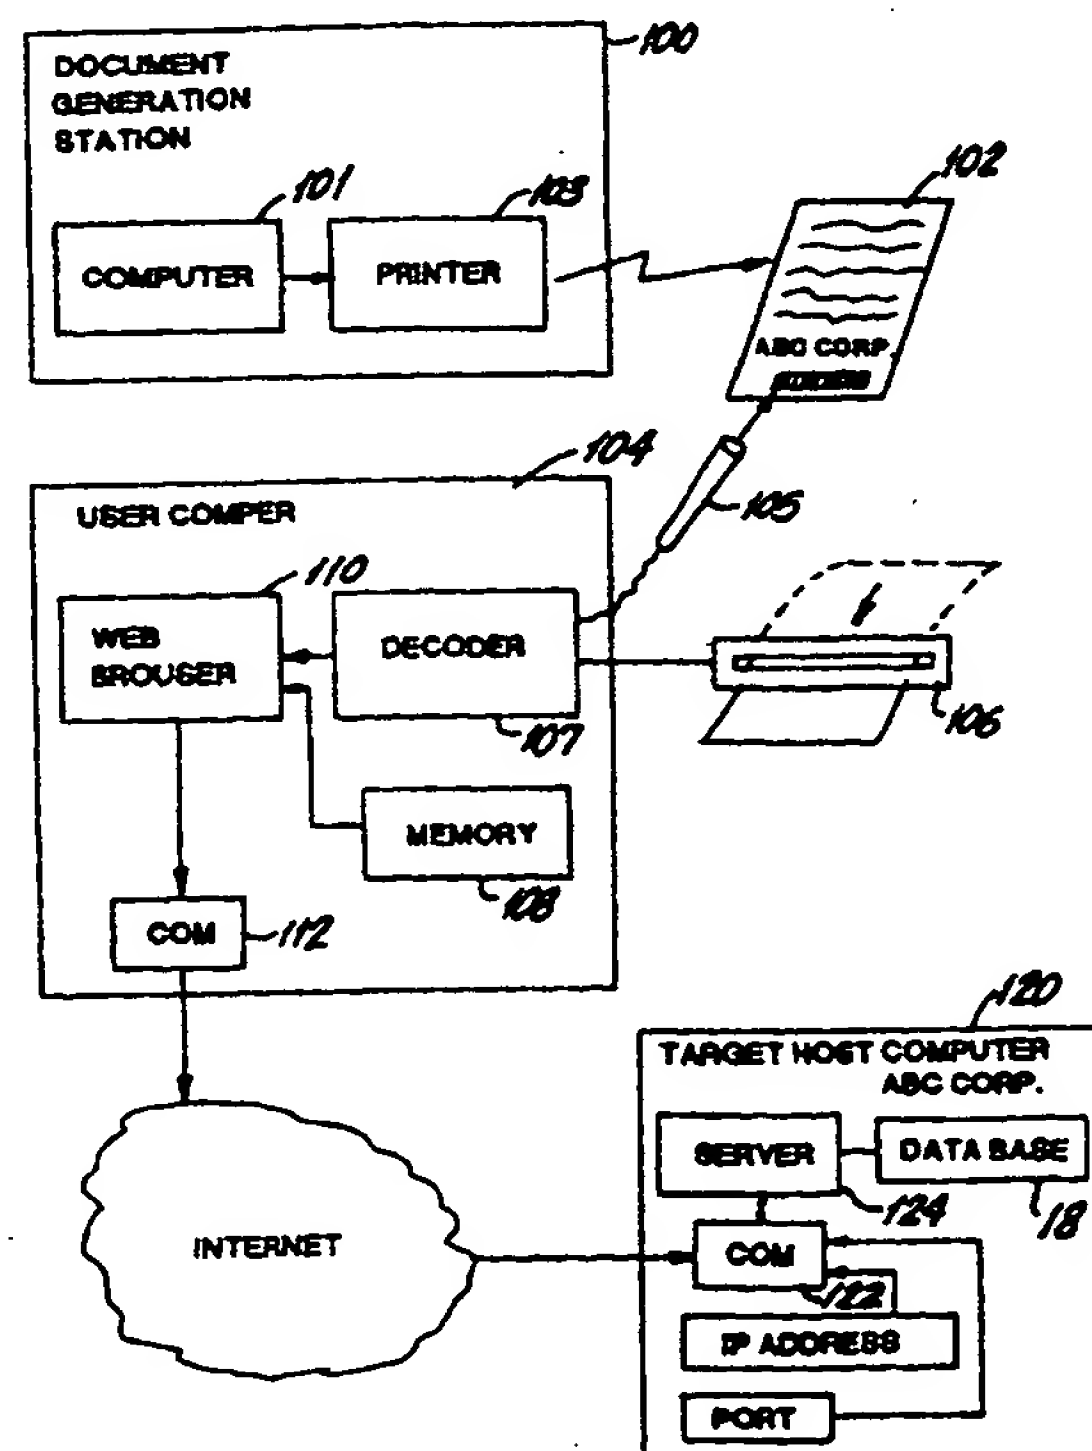 100
DOCUMENT
GENERATION
STATION
101
103
102
COMPUTER
PRINTER
ABC CORP.
104
USER COMPER
105
110
WEB
BROUSER
DECODER
107
106
MEMORY
108
COM
112
120
TARGET HOST COMPUTER
ABC CORP.
SERVER
DATA BASE
124
18
INTERNET
COM
122
IP ADDRESS
PORT